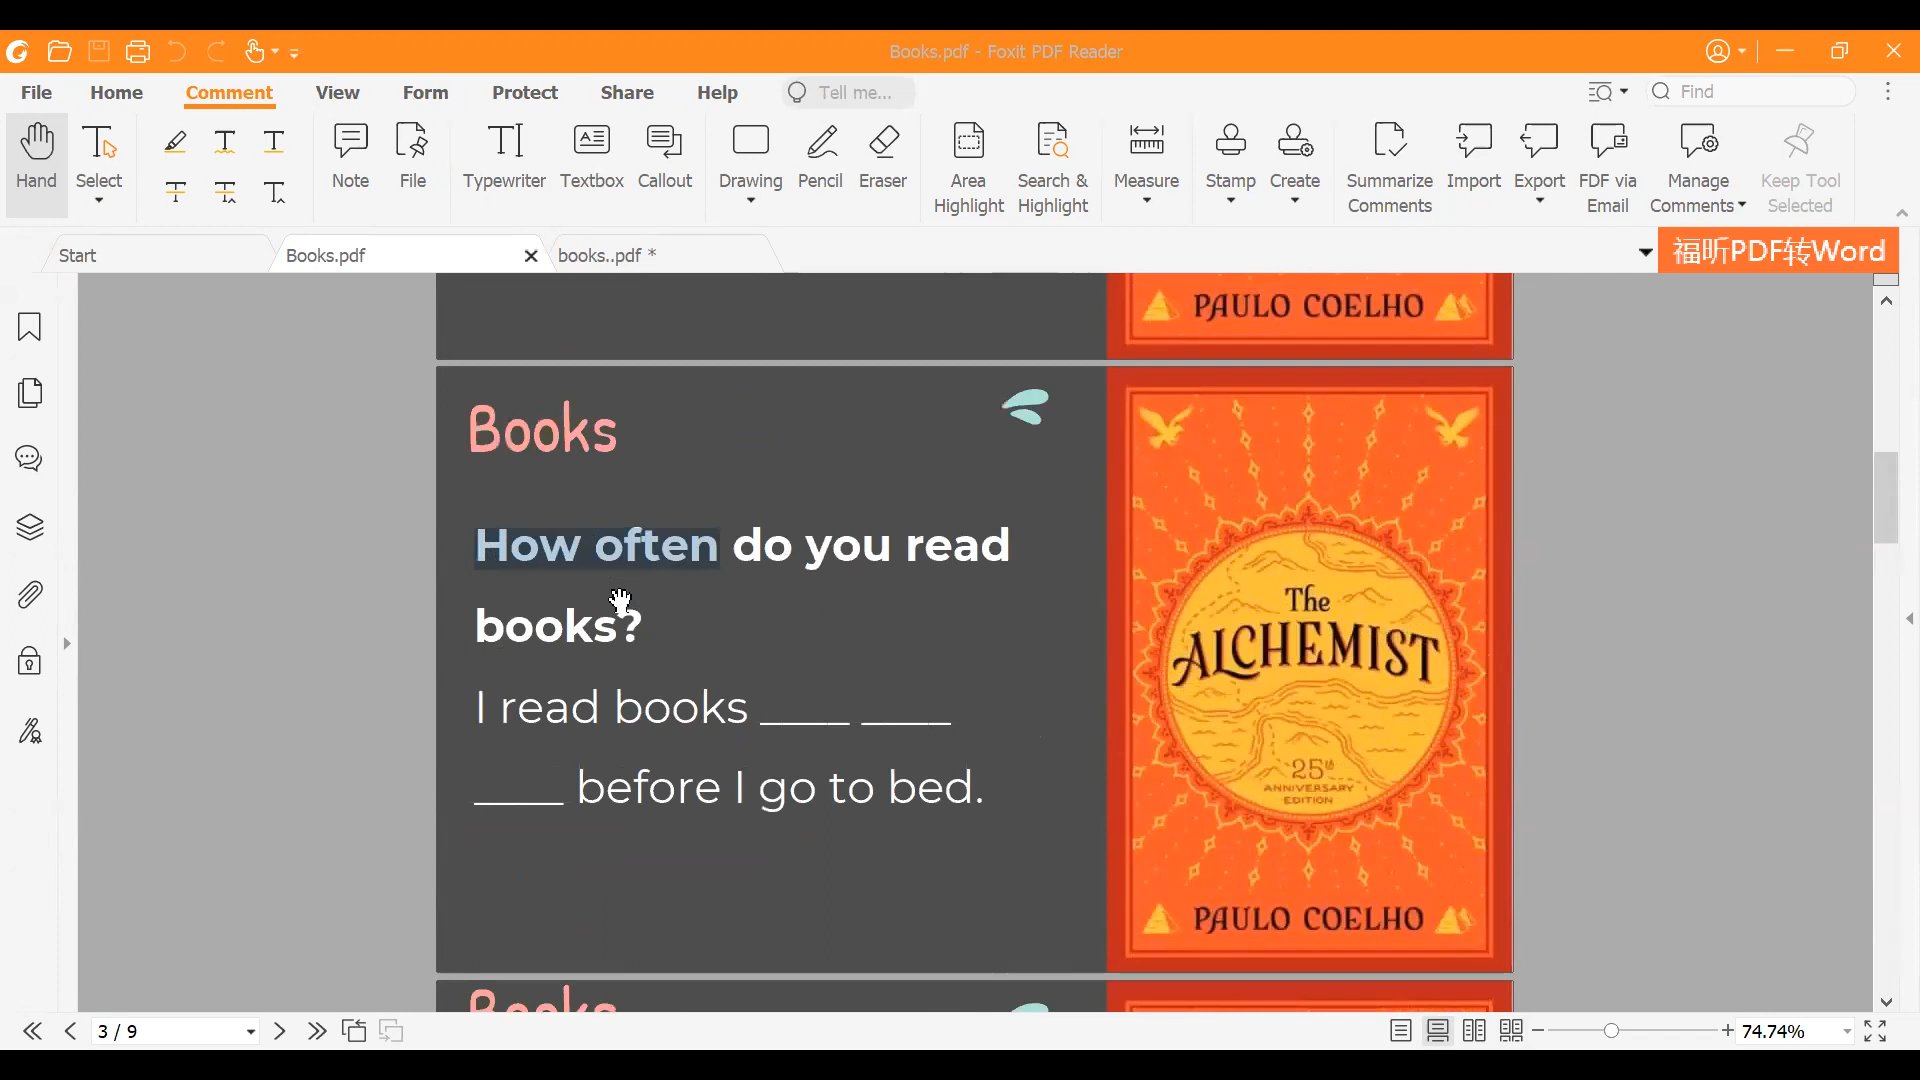 Books.pdf - Foxit PDF Reader
File Home Comment View Form Protect Share Help Tell me... Find
Hand Select Note File Typewriter Textbox Callout Drawing Pencil Eraser Area Highlight Search & Highlight Measure Stamp Create Summarize Comments Import Export FDF via Email Manage Comments Keep Tool Selected
Start Books.pdf books..pdf * 福昕PDF转Word
PAULO COELHO
Books
How often do you read
books?
I read books ____ ____
____ before I go to bed.
The
ALCHEMIST
25th
ANNIVERSARY
EDITION
PAULO COELHO
Books
3 / 9 74.74%